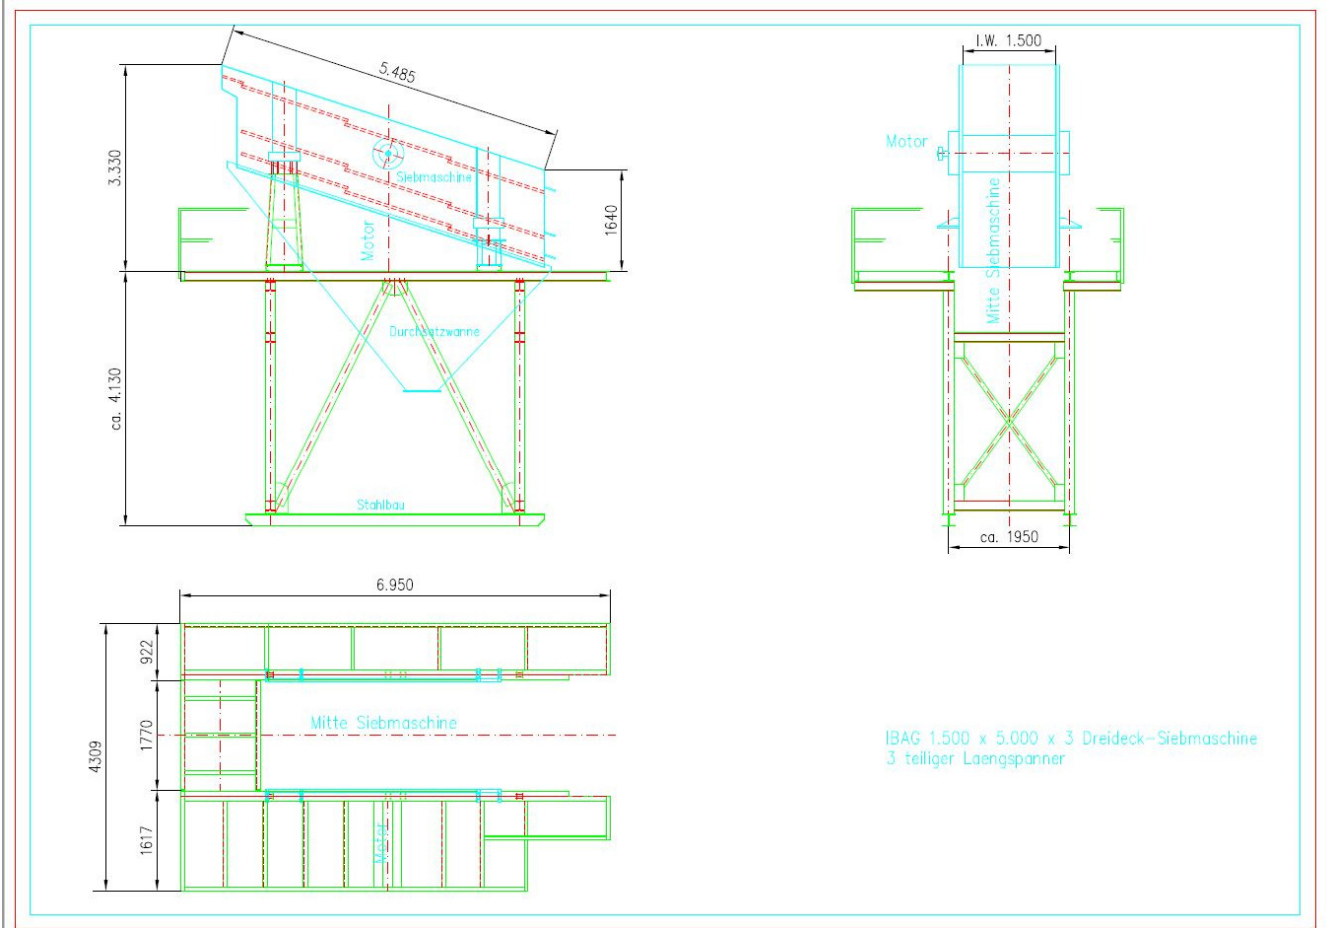 5.485
3.330
Siebmaschine
Motor
1640
ca. 4.130
Durchsatzwanne
Stahlbau
I.W. 1.500
Motor
Mitte Siebmaschine
ca. 1950
6.950
922
1770
4309
1617
Mitte Siebmaschine
Motor
IBAG 1.500 x 5.000 x 3 Dreideck-Siebmaschine
3 teiliger Laengspanner